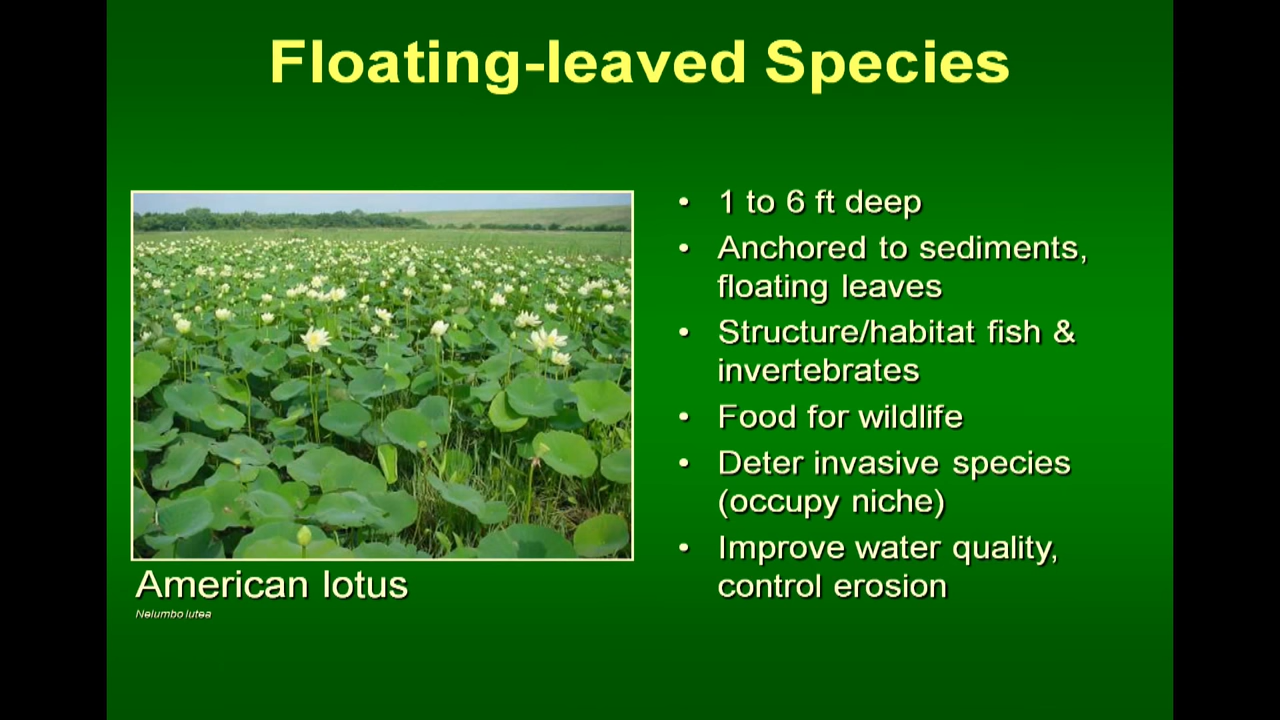 Floating-leaved Species
• 1 to 6 ft deep
• Anchored to sediments,
floating leaves
• Structure/habitat fish &
invertebrates
• Food for wildlife
• Deter invasive species
(occupy niche)
• Improve water quality,
control erosion
American lotus
Nelumbo lutea